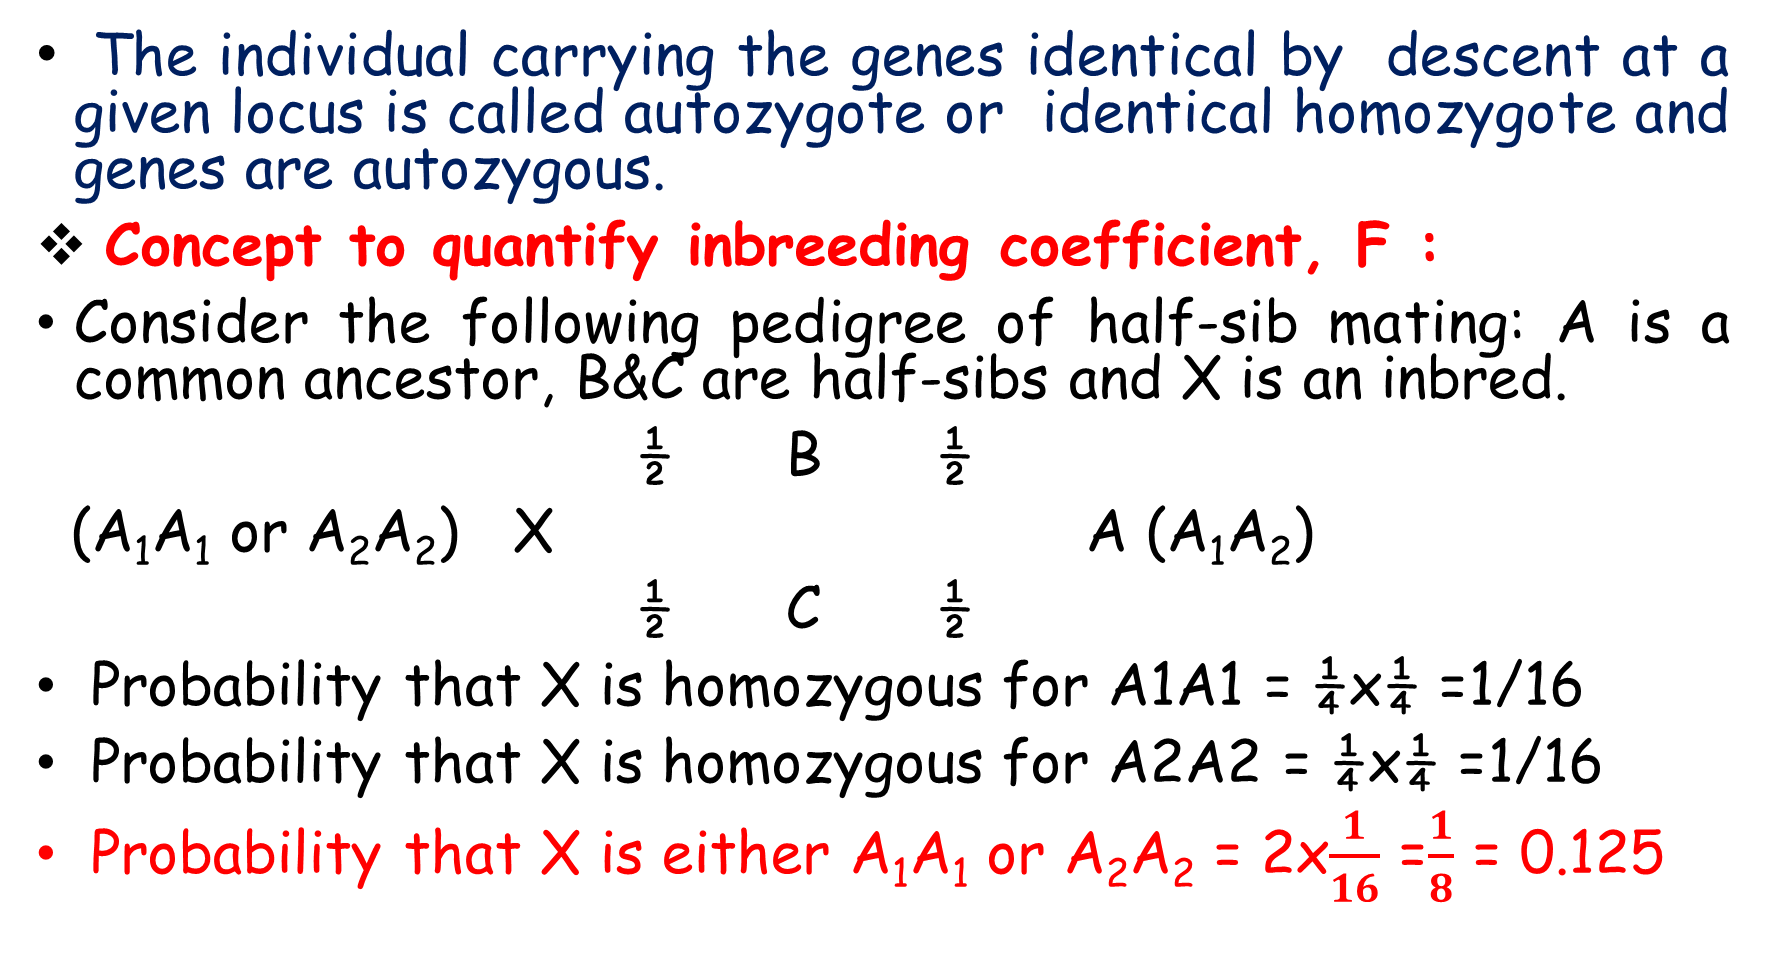 • The individual carrying the genes identical by descent at a
given locus is called autozygote or identical homozygote and
genes are autozygous.
❖ Concept to quantify inbreeding coefficient, F :
• Consider the following pedigree of half-sib mating: A is a
common ancestor, B&C are half-sibs and X is an inbred.
½ B ½
(A₁A₁ or A₂A₂) X A (A₁A₂)
½ C ½
• Probability that X is homozygous for A1A1 = ¼x¼ =1/16
• Probability that X is homozygous for A2A2 = ¼x¼ =1/16
• Probability that X is either A₁A₁ or A₂A₂ = 2x1/16 =1/8 = 0.125